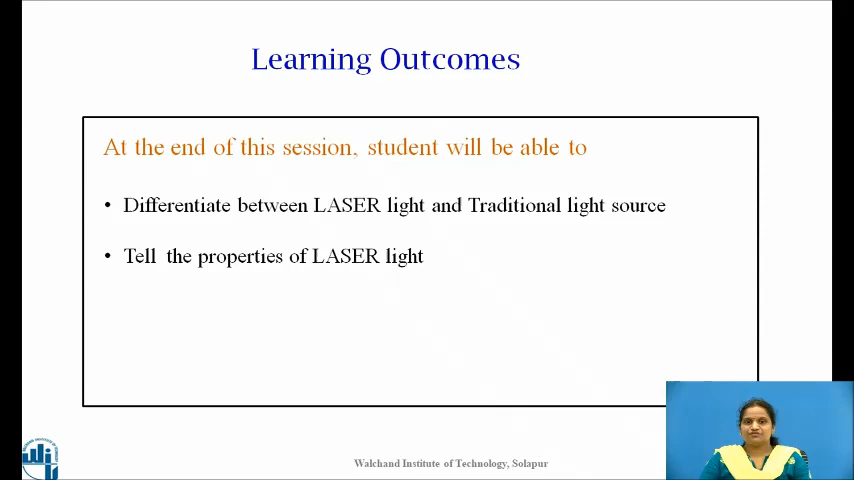 Learning Outcomes
At the end of this session, student will be able to
• Differentiate between LASER light and Traditional light source
• Tell the properties of LASER light
Walchand Institute of Technology, Solapur